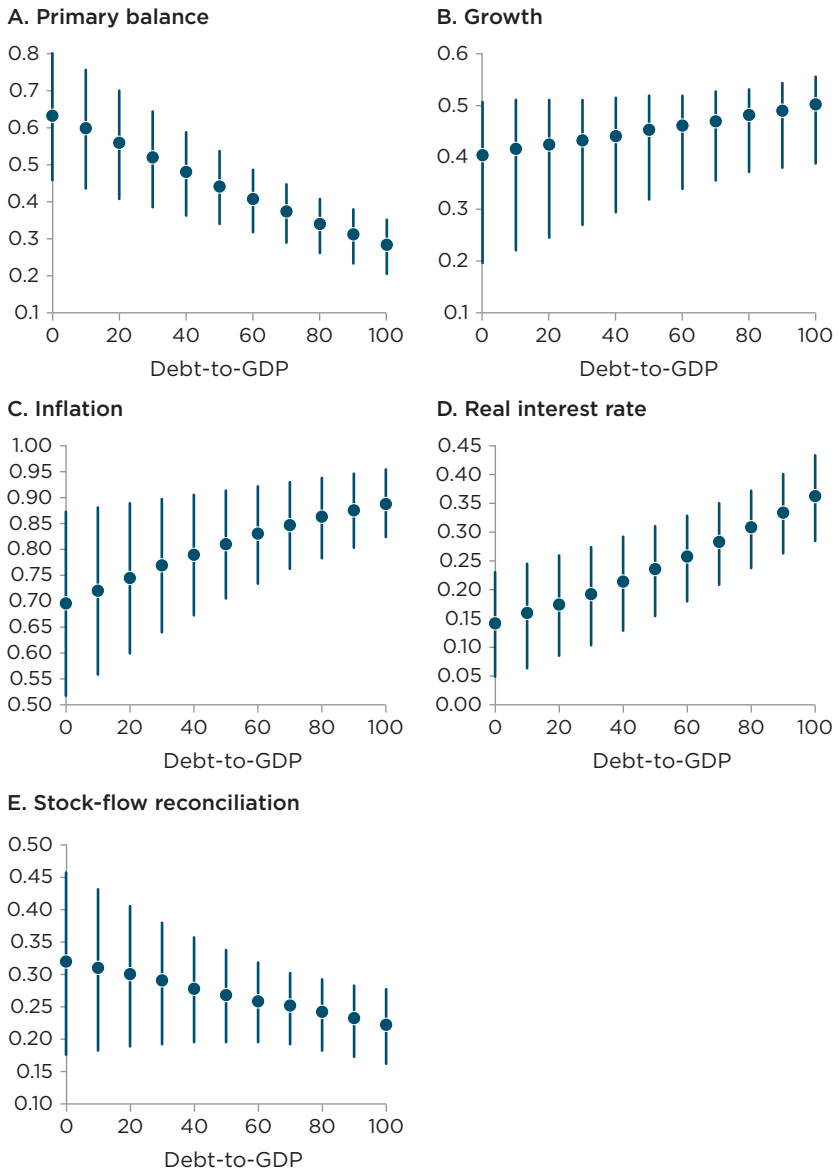 A. Primary balance
0.8
0.7
0.6
0.5
0.4
0.3
0.2
0.1
0 20 40 60 80 100
Debt-to-GDP
B. Growth
0.6
0.5
0.4
0.3
0.2
0.1
0 20 40 60 80 100
Debt-to-GDP
C. Inflation
1.00
0.95
0.90
0.85
0.80
0.75
0.70
0.65
0.60
0.55
0.50
0 20 40 60 80 100
Debt-to-GDP
D. Real interest rate
0.45
0.40
0.35
0.30
0.25
0.20
0.15
0.10
0.05
0.00
0 20 40 60 80 100
Debt-to-GDP
E. Stock-flow reconciliation
0.50
0.45
0.40
0.35
0.30
0.25
0.20
0.15
0.10
0 20 40 60 80 100
Debt-to-GDP